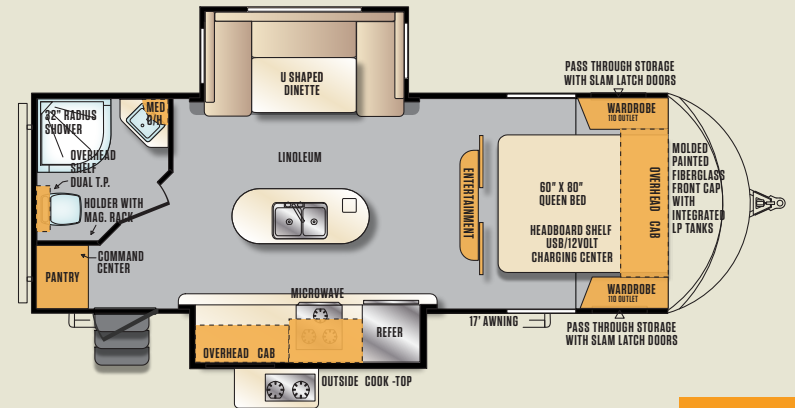 U SHAPED
DINETTE
PASS THROUGH STORAGE
WITH SLAM LATCH DOORS
32" RADIUS
SHOWER
MED
O/H
WARDROBE
110 OUTLET
OVERHEAD
SHELF
DUAL T.P.
HOLDER WITH
MAG. RACK
LINOLEUM
ENTERTAINMENT
60" X 80"
QUEEN BED
HEADBOARD SHELF
USB/12VOLT
CHARGING CENTER
OVERHEAD CAB
MOLDED
PAINTED
FIBERGLASS
FRONT CAP
WITH
INTEGRATED
LP TANKS
COMMAND
CENTER
PANTRY
MICROWAVE
WARDROBE
110 OUTLET
REFER
17' AWNING
PASS THROUGH STORAGE
WITH SLAM LATCH DOORS
OVERHEAD CAB
OUTSIDE COOK -TOP